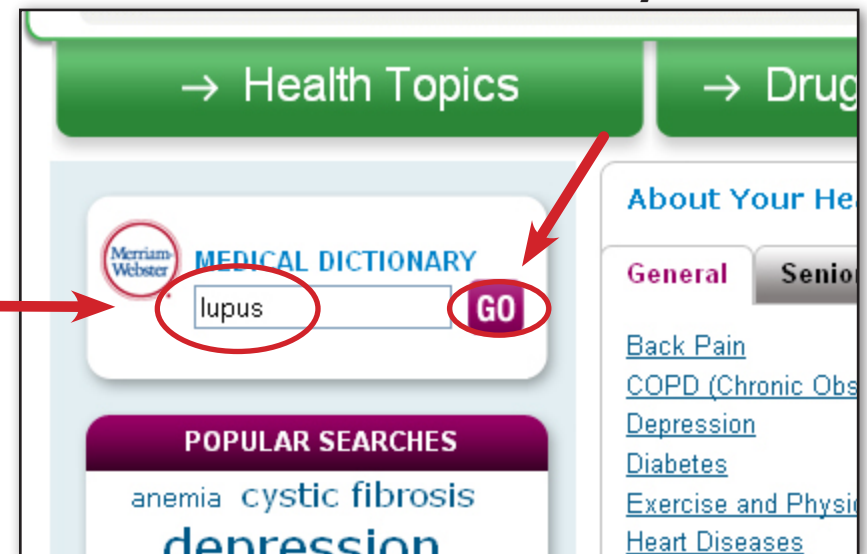 → Health Topics
→ Drug
Merriam-
Webster
MEDICAL DICTIONARY
lupus
GO
POPULAR SEARCHES
anemia cystic fibrosis
depression
About Your He
General
Senio
Back Pain
COPD (Chronic Obs
Depression
Diabetes
Exercise and Physi
Heart Diseases